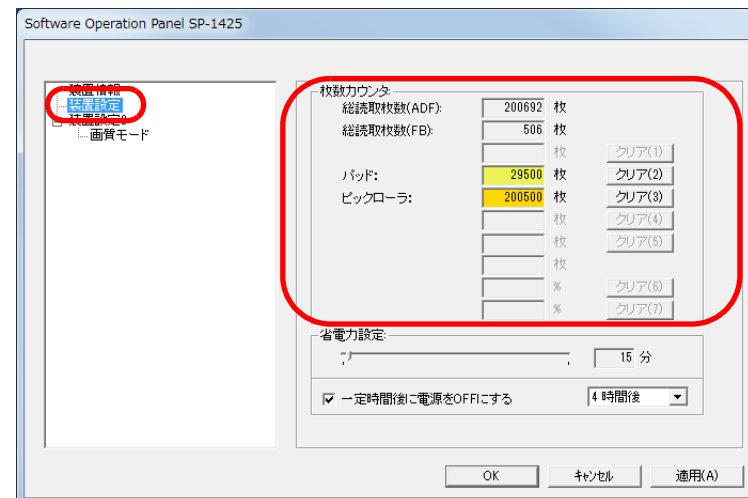 Software Operation Panel SP-1425
装置情報
装置設定
装置設定2
画質モード
枚数カウンタ
総読取枚数(ADF): 200692 枚
総読取枚数(FB): 506 枚
枚 クリア(1)
パッド: 29500 枚 クリア(2)
ピックローラ: 200500 枚 クリア(3)
枚 クリア(4)
枚 クリア(5)
枚
% クリア(6)
% クリア(7)
省電力設定:
15 分
一定時間後に電源をOFFにする 4 時間後
OK キャンセル 適用(A)